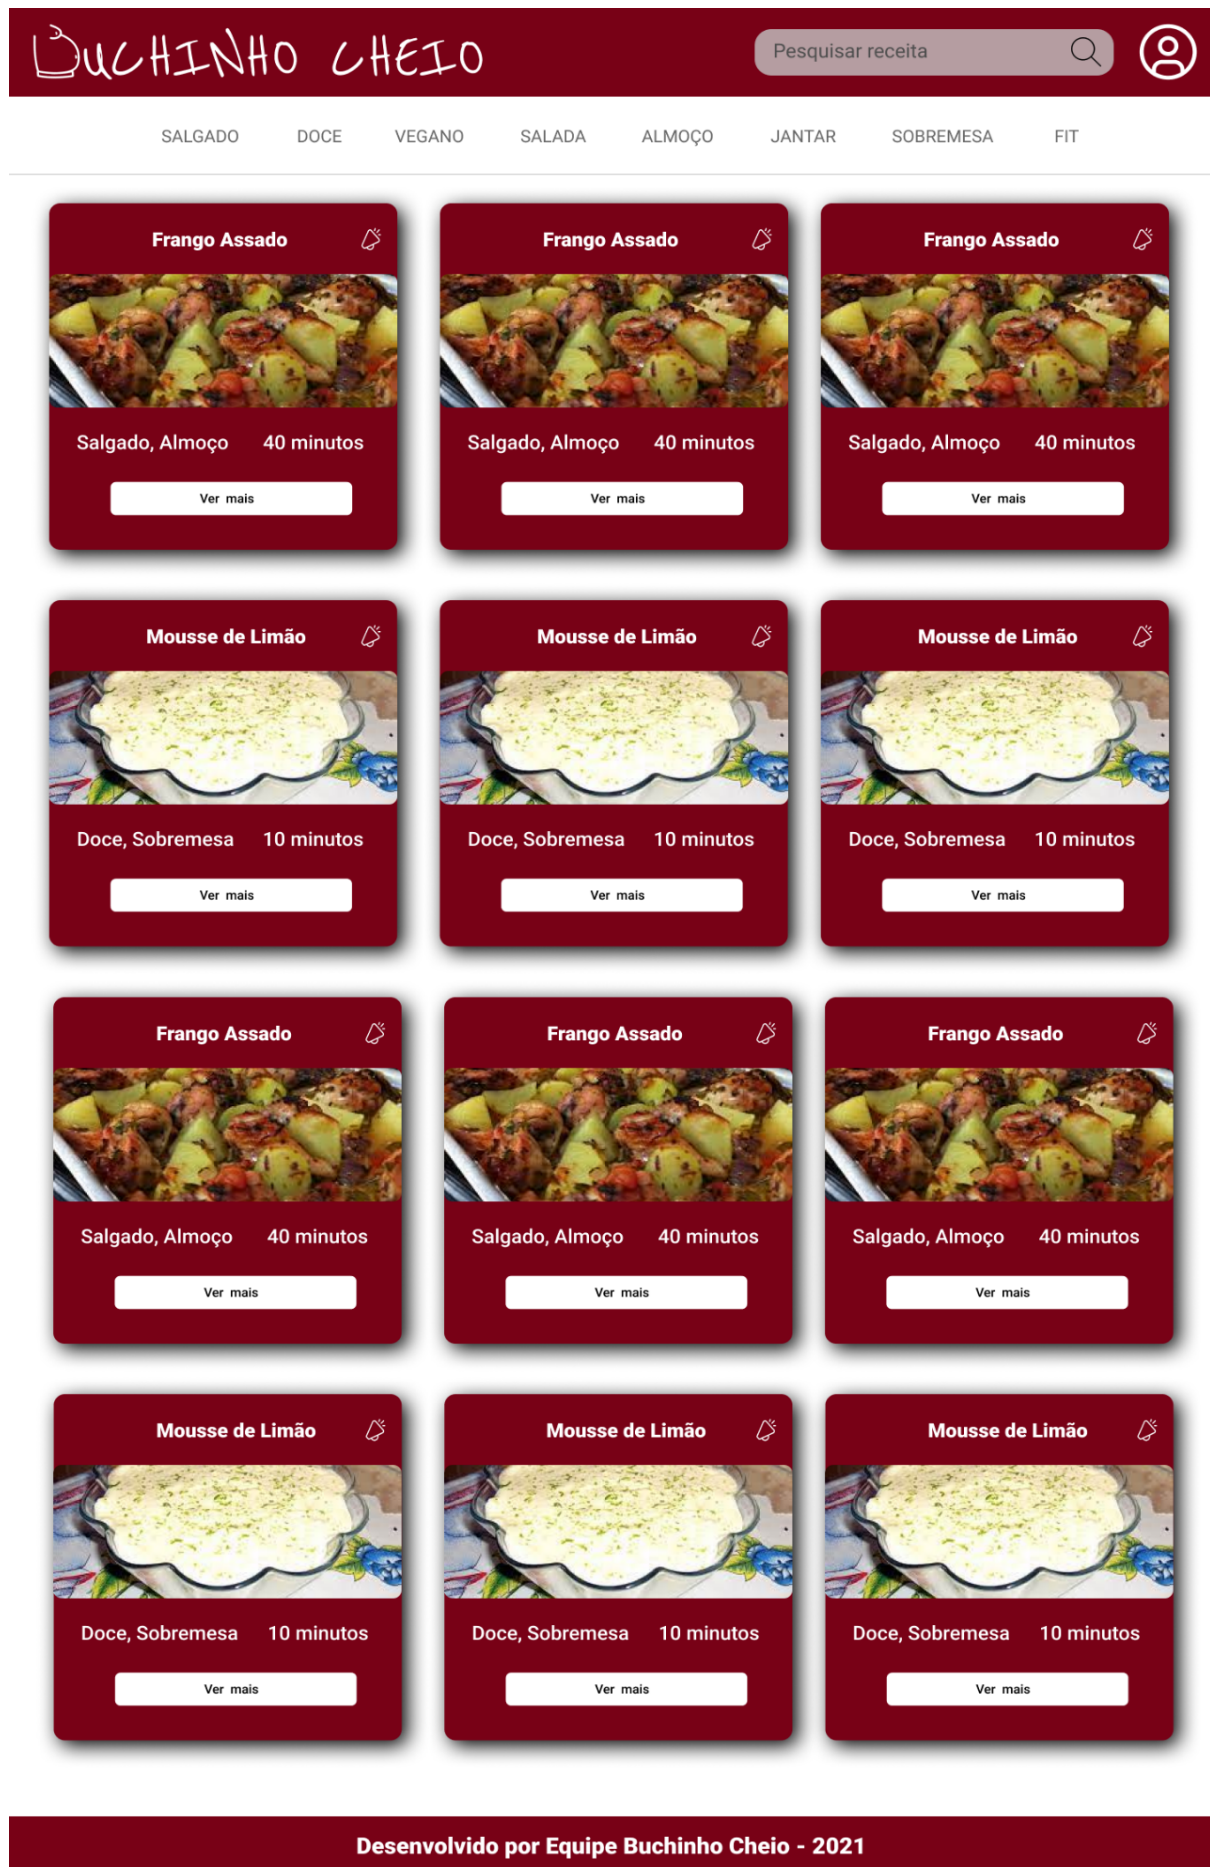 BUCHINHO CHEIO
Pesquisar receita
SALGADO DOCE VEGANO SALADA ALMOÇO JANTAR SOBREMESA FIT
Frango Assado Frango Assado Frango Assado
Salgado, Almoço 40 minutos Salgado, Almoço 40 minutos Salgado, Almoço 40 minutos
Ver mais Ver mais Ver mais
Mousse de Limão Mousse de Limão Mousse de Limão
Doce, Sobremesa 10 minutos Doce, Sobremesa 10 minutos Doce, Sobremesa 10 minutos
Ver mais Ver mais Ver mais
Frango Assado Frango Assado Frango Assado
Salgado, Almoço 40 minutos Salgado, Almoço 40 minutos Salgado, Almoço 40 minutos
Ver mais Ver mais Ver mais
Mousse de Limão Mousse de Limão Mousse de Limão
Doce, Sobremesa 10 minutos Doce, Sobremesa 10 minutos Doce, Sobremesa 10 minutos
Ver mais Ver mais Ver mais
Desenvolvido por Equipe Buchinho Cheio - 2021